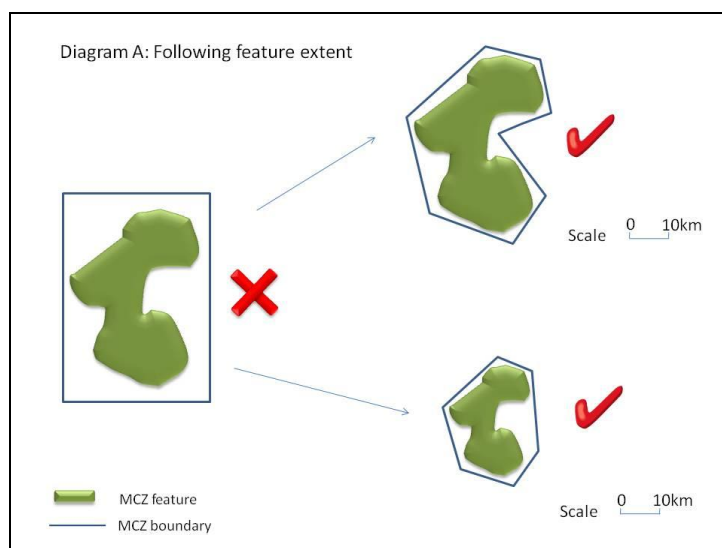 Diagram A: Following feature extent
Scale 0 10km
Scale 0 10km
MCZ feature
MCZ boundary